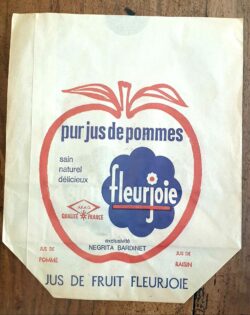 pur jus de pommes
sain
naturel
délicieux
fleurjoie
QUALITÉ FRANCE
exclusivité
NEGRITA BARDINET
JUS DE
POMME
JUS DE
RAISIN
JUS DE FRUIT FLEURJOIE